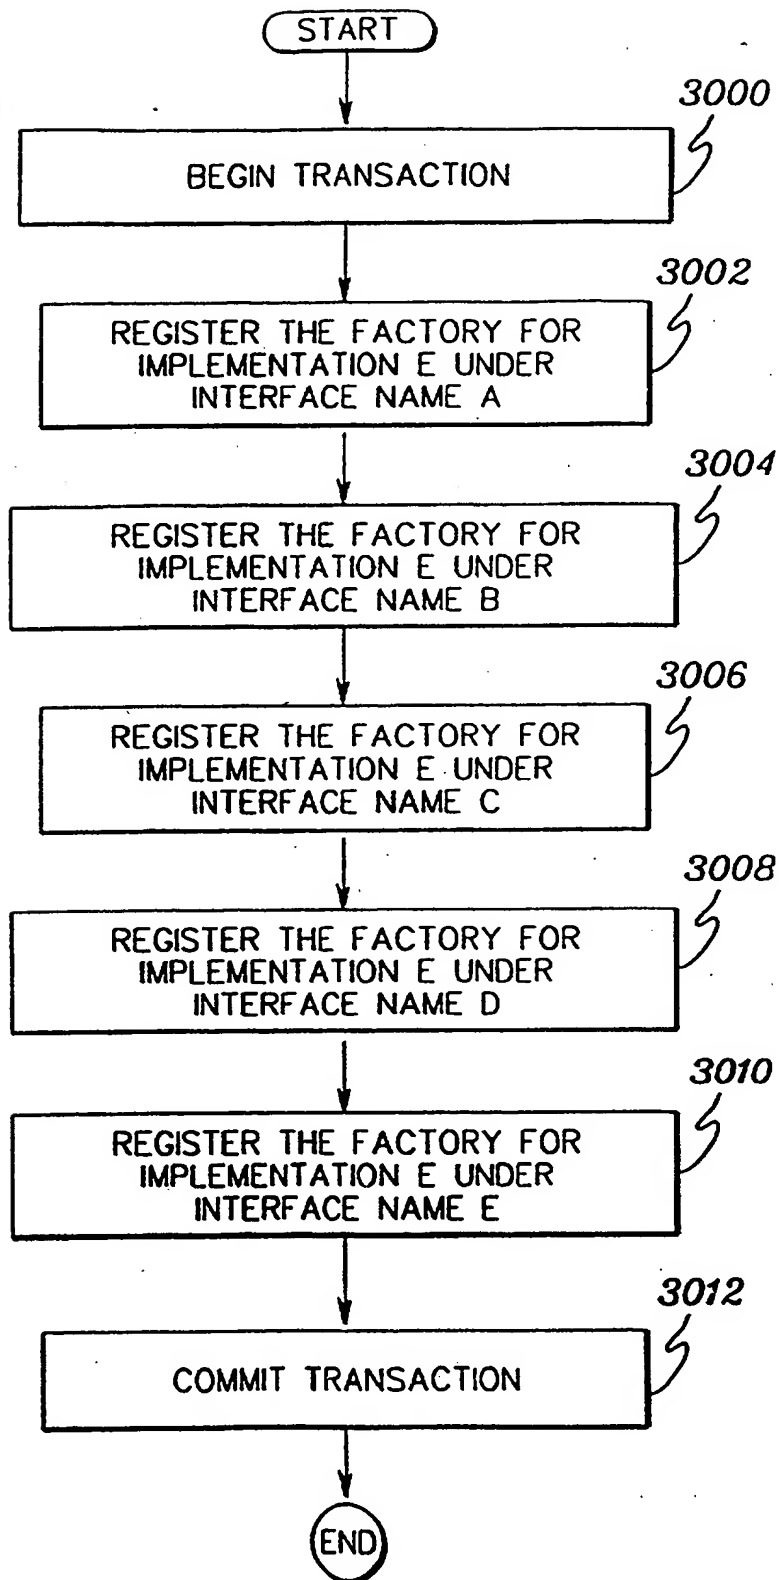 START
3000
BEGIN TRANSACTION
3002
REGISTER THE FACTORY FOR
IMPLEMENTATION E UNDER
INTERFACE NAME A
3004
REGISTER THE FACTORY FOR
IMPLEMENTATION E UNDER
INTERFACE NAME B
3006
REGISTER THE FACTORY FOR
IMPLEMENTATION E UNDER
INTERFACE NAME C
3008
REGISTER THE FACTORY FOR
IMPLEMENTATION E UNDER
INTERFACE NAME D
3010
REGISTER THE FACTORY FOR
IMPLEMENTATION E UNDER
INTERFACE NAME E
3012
COMMIT TRANSACTION
END